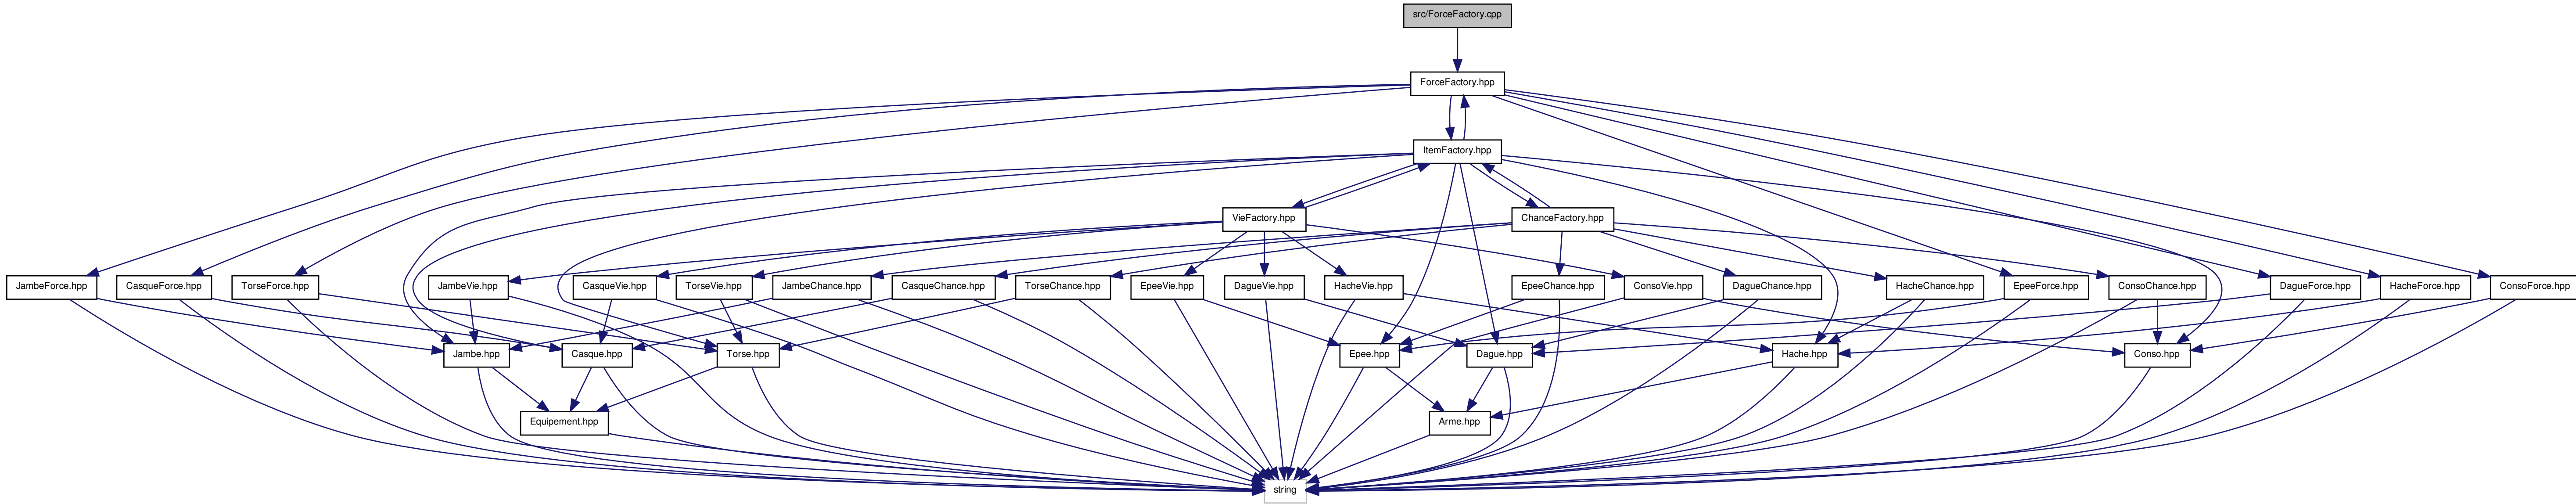 src/ForceFactory.cpp
ForceFactory.hpp
ItemFactory.hpp
VieFactory.hpp
ChanceFactory.hpp
JambeForce.hpp
CasqueForce.hpp
TorseForce.hpp
JambeVie.hpp
CasqueVie.hpp
TorseVie.hpp
JambeChance.hpp
CasqueChance.hpp
TorseChance.hpp
EpeeVie.hpp
DagueVie.hpp
HacheVie.hpp
EpeeChance.hpp
ConsoVie.hpp
DagueChance.hpp
HacheChance.hpp
EpeeForce.hpp
ConsoChance.hpp
DagueForce.hpp
HacheForce.hpp
ConsoForce.hpp
Jambe.hpp
Casque.hpp
Torse.hpp
Epee.hpp
Dague.hpp
Hache.hpp
Conso.hpp
Equipement.hpp
Arme.hpp
string